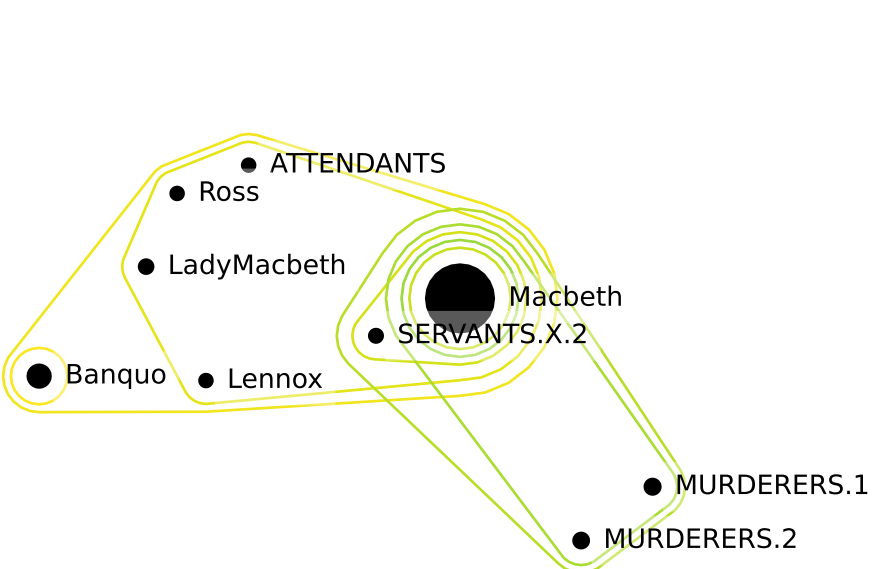 ATTENDANTS
Ross
LadyMacbeth
Macbeth
SERVANTS.X.2
Banquo
Lennox
MURDERERS.1
MURDERERS.2